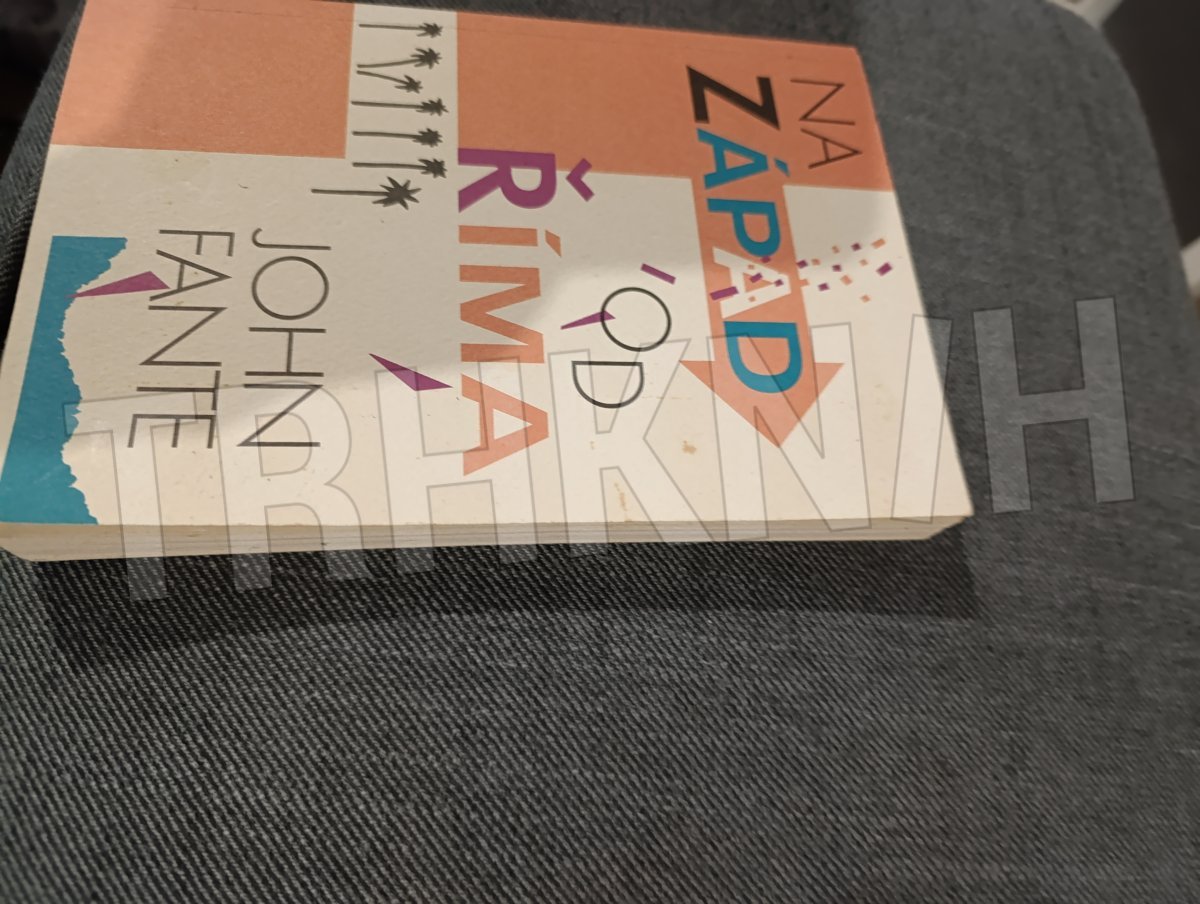 NA
ZÁPAD
OD
ŘÍMA
JOHN
FANTE
TRHKNIH